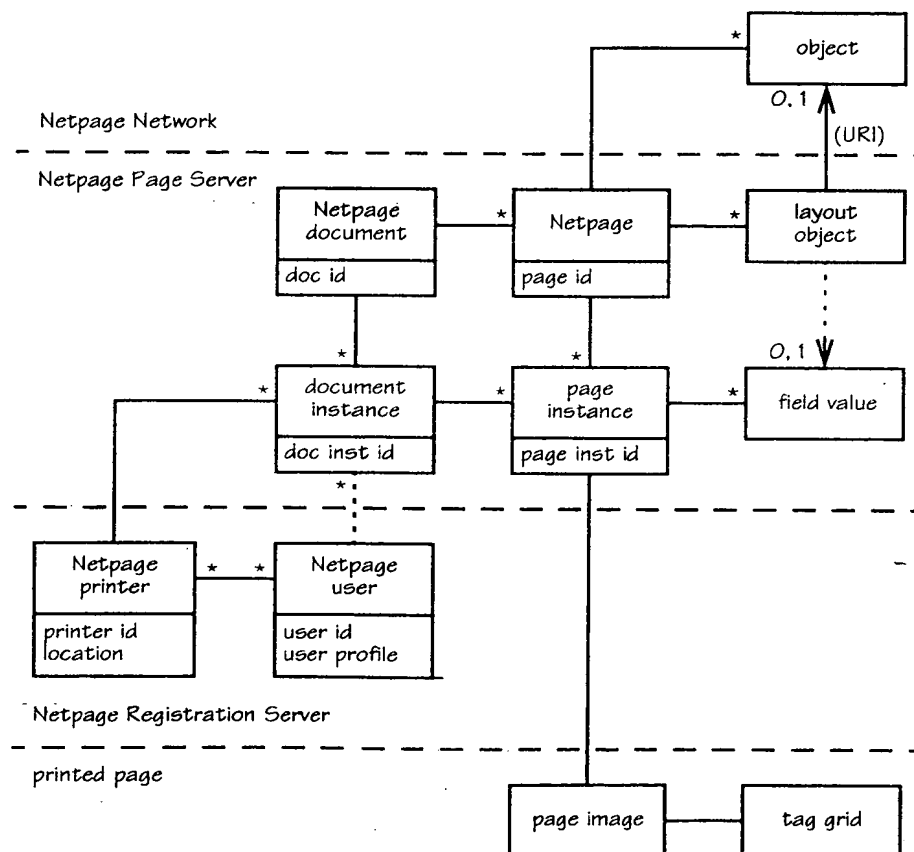 *
object
0, 1
(URI)
Netpage Network
Netpage Page Server
Netpage
document
doc id
*
Netpage
page id
*
layout
object
*
*
0, 1
*
document
instance
doc inst id
*
page
instance
page inst id
*
field value
*
Netpage
printer
printer id
location
* *
Netpage
user
user id
user profile
Netpage Registration Server
printed page
page image
tag grid